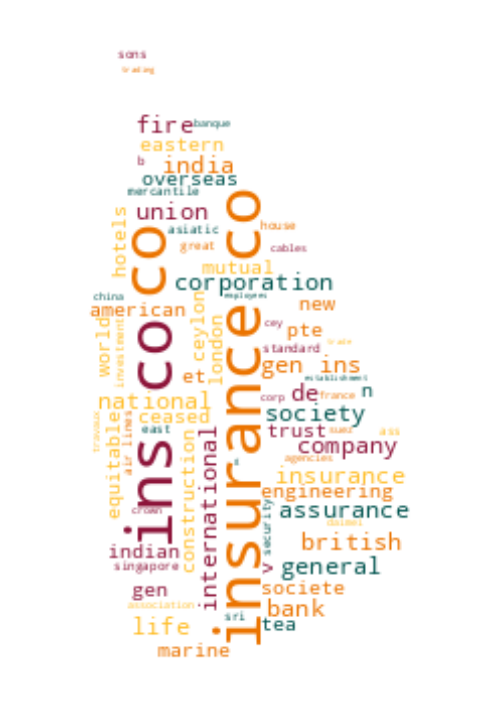 sons
trading
fire
banque
eastern
b
india
overseas
mercantile
insurance co
union
hotels
asiatic
house
great
cables
ins co co
mutual
corporation
china
employees
ceylon
american
new
world
investment
london
cey
pte
standard
trade
gen ins
et
establishment
de
n
france
corp
national
ceased
society
equitable
air lines
travaux
east
trust
sued
ass
company
international
construction
agencies
insurance
engineering
security
crown
assurance
daimei
british
indian
singapore
v
general
gen
societe
association
bank
sri
life
tea
marine